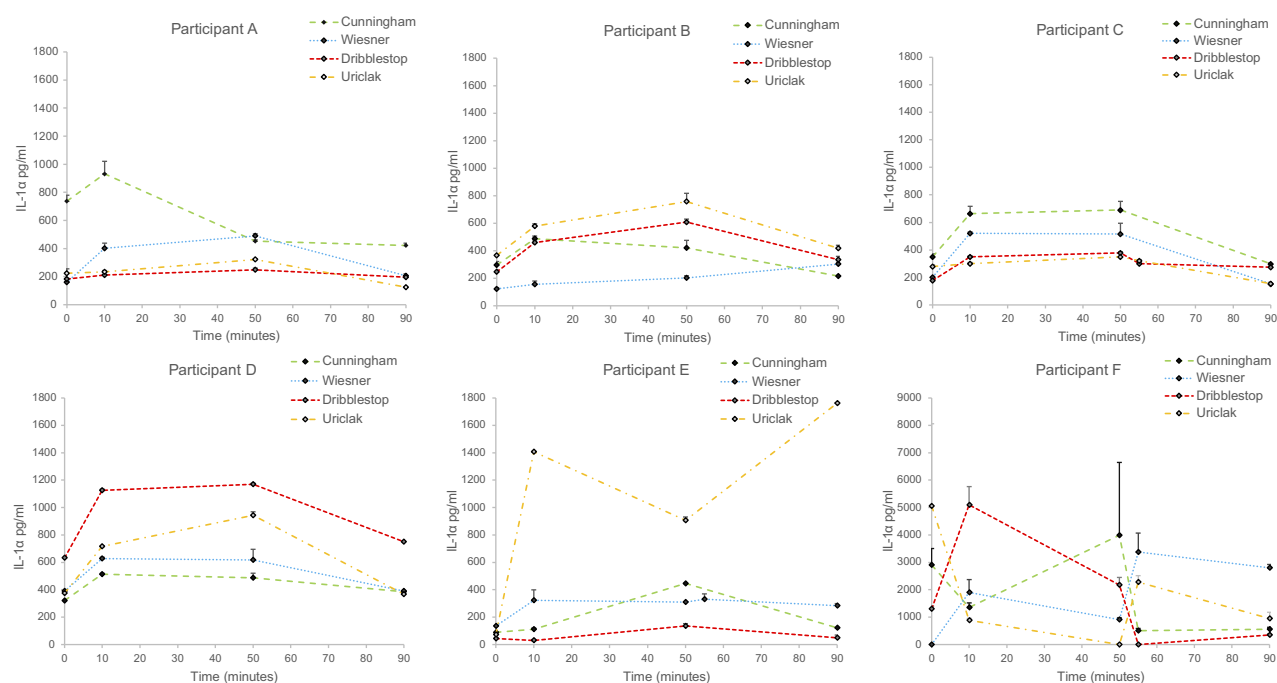 Participant A
Cunningham
Wiesner
Dribblestop
Uriclak
1800
1600
1400
1200
1000
800
600
400
200
0
IL-1α pg/ml
0 10 20 30 40 50 60 70 80 90
Time (minutes)
Participant B
Cunningham
Wiesner
Dribblestop
Uriclak
1800
1600
1400
1200
1000
800
600
400
200
0
IL-1α pg/ml
0 10 20 30 40 50 60 70 80 90
Time (minutes)
Participant C
Cunningham
Wiesner
Dribblestop
Uriclak
1800
1600
1400
1200
1000
800
600
400
200
0
IL-1α pg/ml
0 10 20 30 40 50 60 70 80 90
Time (minutes)
Participant D
Cunningham
Wiesner
Dribblestop
Uriclak
1800
1600
1400
1200
1000
800
600
400
200
0
IL-1α pg/ml
0 10 20 30 40 50 60 70 80 90
Time (minutes)
Participant E
Cunningham
Wiesner
Dribblestop
Uriclak
1800
1600
1400
1200
1000
800
600
400
200
0
IL-1α pg/ml
0 10 20 30 40 50 60 70 80 90
Time (minutes)
Participant F
Cunningham
Wiesner
Dribblestop
Uriclak
9000
8000
7000
6000
5000
4000
3000
2000
1000
0
IL-1α pg/ml
0 10 20 30 40 50 60 70 80 90
Time (minutes)